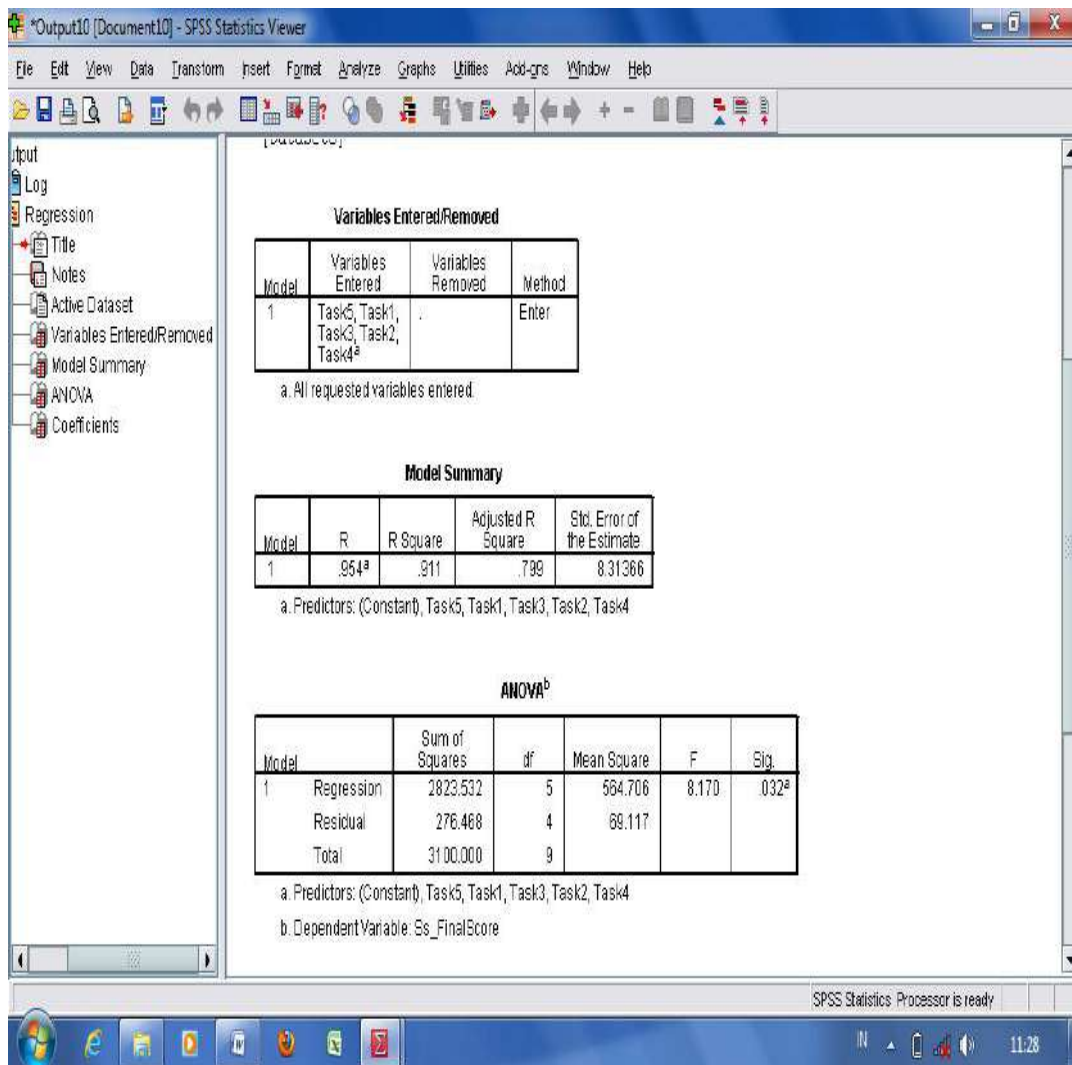 *Output10 [Document10] - SPSS Statistics Viewer
File Edit View Data Transform Insert Format Analyze Graphs Utilities Add-ons Window Help
utput
Log
Regression
Title
Notes
Active Dataset
Variables Entered/Removed
Model Summary
ANOVA
Coefficients
Variables Entered/Removed
Model Variables Entered Variables Removed Method
1 Task5, Task1, Task3, Task2, Task4a . Enter
a. All requested variables entered.
Model Summary
Model R R Square Adjusted R Square Std. Error of the Estimate
1 .954a .911 .799 8.31366
a. Predictors: (Constant), Task5, Task1, Task3, Task2, Task4
ANOVAb
Model Sum of Squares df Mean Square F Sig.
1 Regression 2823.532 5 564.706 8.170 .032a
Residual 276.468 4 69.117
Total 3100.000 9
a. Predictors: (Constant), Task5, Task1, Task3, Task2, Task4
b. Dependent Variable: Ss_FinalScore
SPSS Statistics Processor is ready
IN 11:28